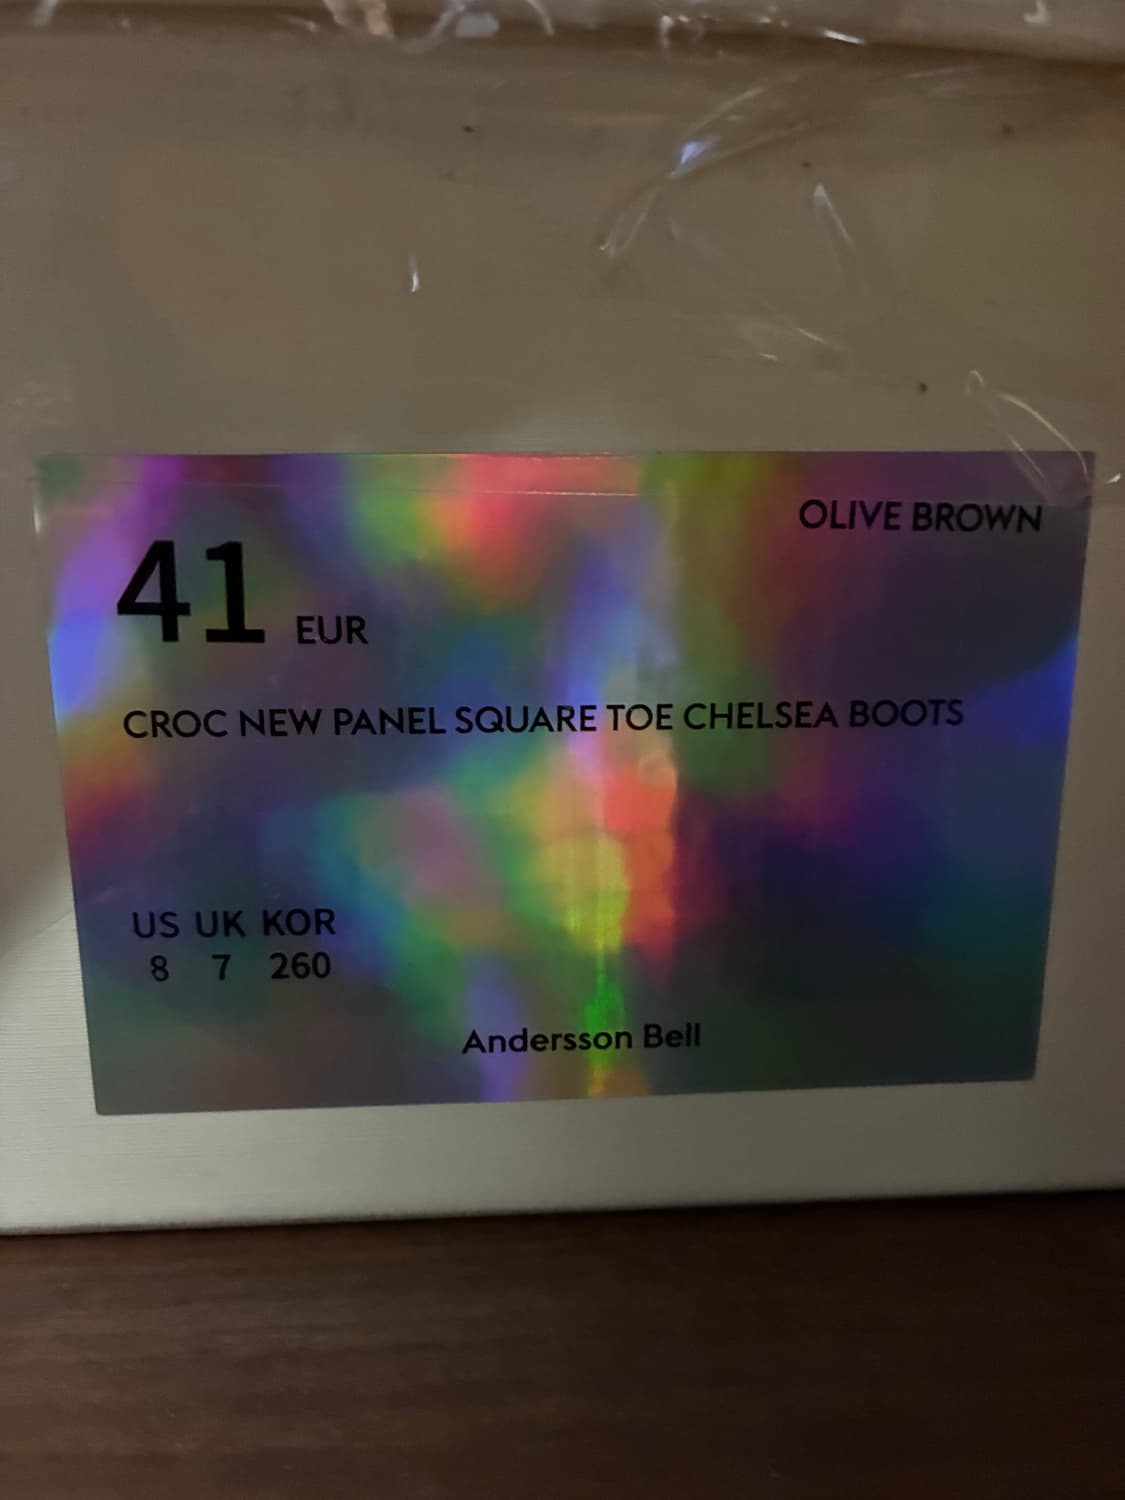 OLIVE BROWN
41 EUR
CROC NEW PANEL SQUARE TOE CHELSEA BOOTS
US UK KOR
8 7 260
Andersson Bell